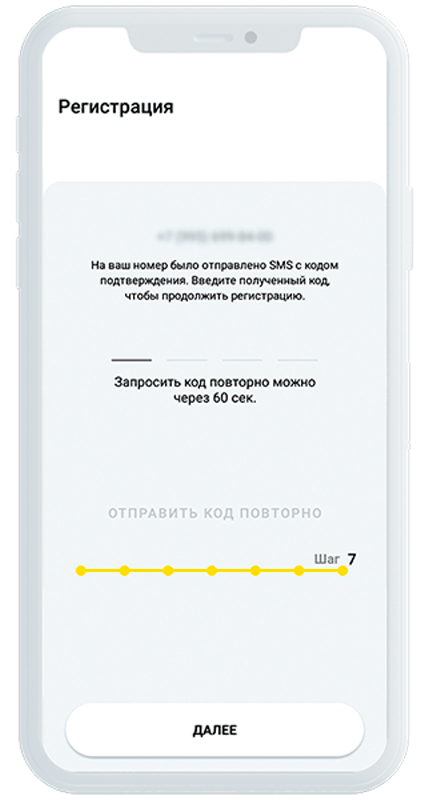 Регистрация
На ваш номер было отправлено SMS с кодом
подтверждения. Введите полученный код,
чтобы продолжить регистрацию.
Запросить код повторно можно
через 60 сек.
ОТПРАВИТЬ КОД ПОВТОРНО
Шаг 7
ДАЛЕЕ